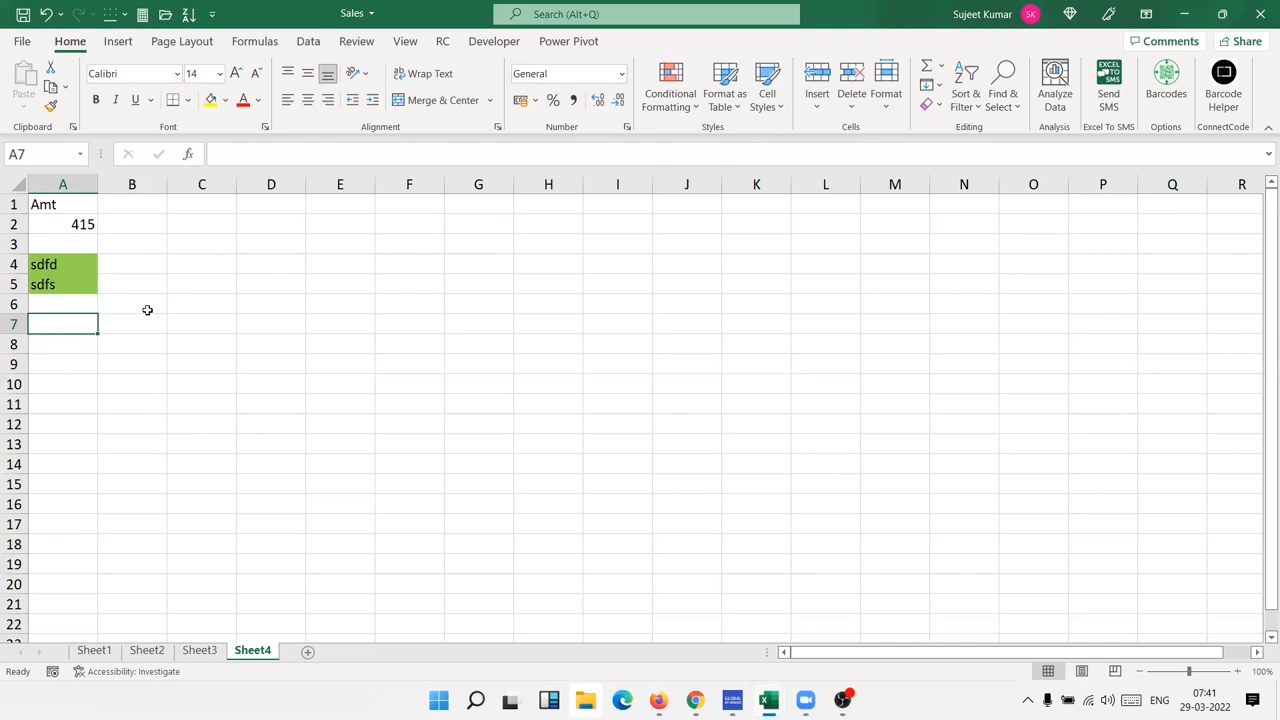 Sales
Search (Alt+Q)
Sujeet Kumar
SK
File
Home
Insert
Page Layout
Formulas
Data
Review
View
RC
Developer
Power Pivot
Comments
Share
Paste
Calibri
14
B I U
Wrap Text
Merge & Center
General
Conditional Formatting
Format as Table
Cell Styles
Insert
Delete
Format
Sort & Filter
Find & Select
Analyze Data
Send SMS
Barcodes
Barcode Helper
Clipboard
Font
Alignment
Number
Styles
Cells
Editing
Analysis
Excel To SMS
Options
ConnectCode
A7
fx
A B C D E F G H I J K L M N O P Q R
1 Amt
2 415
3
4 sdfd
5 sdfs
6
7
8
9
10
11
12
13
14
15
16
17
18
19
20
21
22
Sheet1
Sheet2
Sheet3
Sheet4
Ready
Accessibility: Investigate
100%
GLOBAL
ENG
07:41
29-03-2022